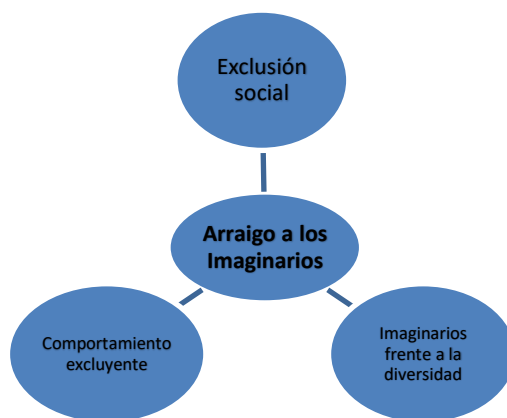 Exclusión
social
Arraigo a los
Imaginarios
Comportamiento
excluyente
Imaginarios
frente a la
diversidad